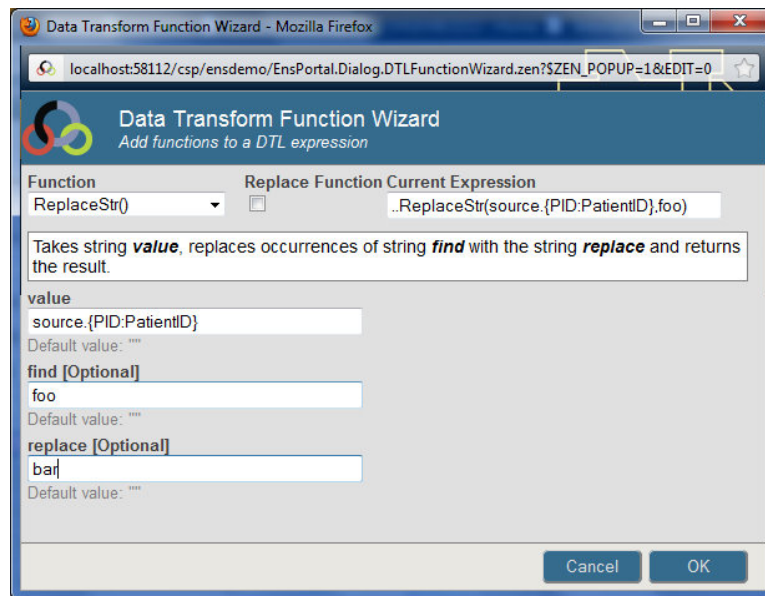 Data Transform Function Wizard - Mozilla Firefox
localhost:58112/csp/ensdemo/EnsPortal.Dialog.DTLFunctionWizard.zen?$ZEN_POPUP=1&EDIT=0
Data Transform Function Wizard
Add functions to a DTL expression
Function Replace Function Current Expression
ReplaceStr() ..ReplaceStr(source.{PID:PatientID},foo)
Takes string value, replaces occurrences of string find with the string replace and returns
the result.
value
source.{PID:PatientID}
Default value: ""
find [Optional]
foo
Default value: ""
replace [Optional]
bar
Default value: ""
Cancel OK